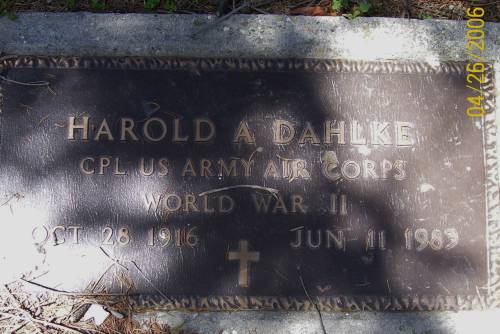 HAROLD A DAHLKE
CPL US ARMY AIR CORPS
WORLD WAR II
OCT 28 1916 JUN 11 1989
04/26/2006